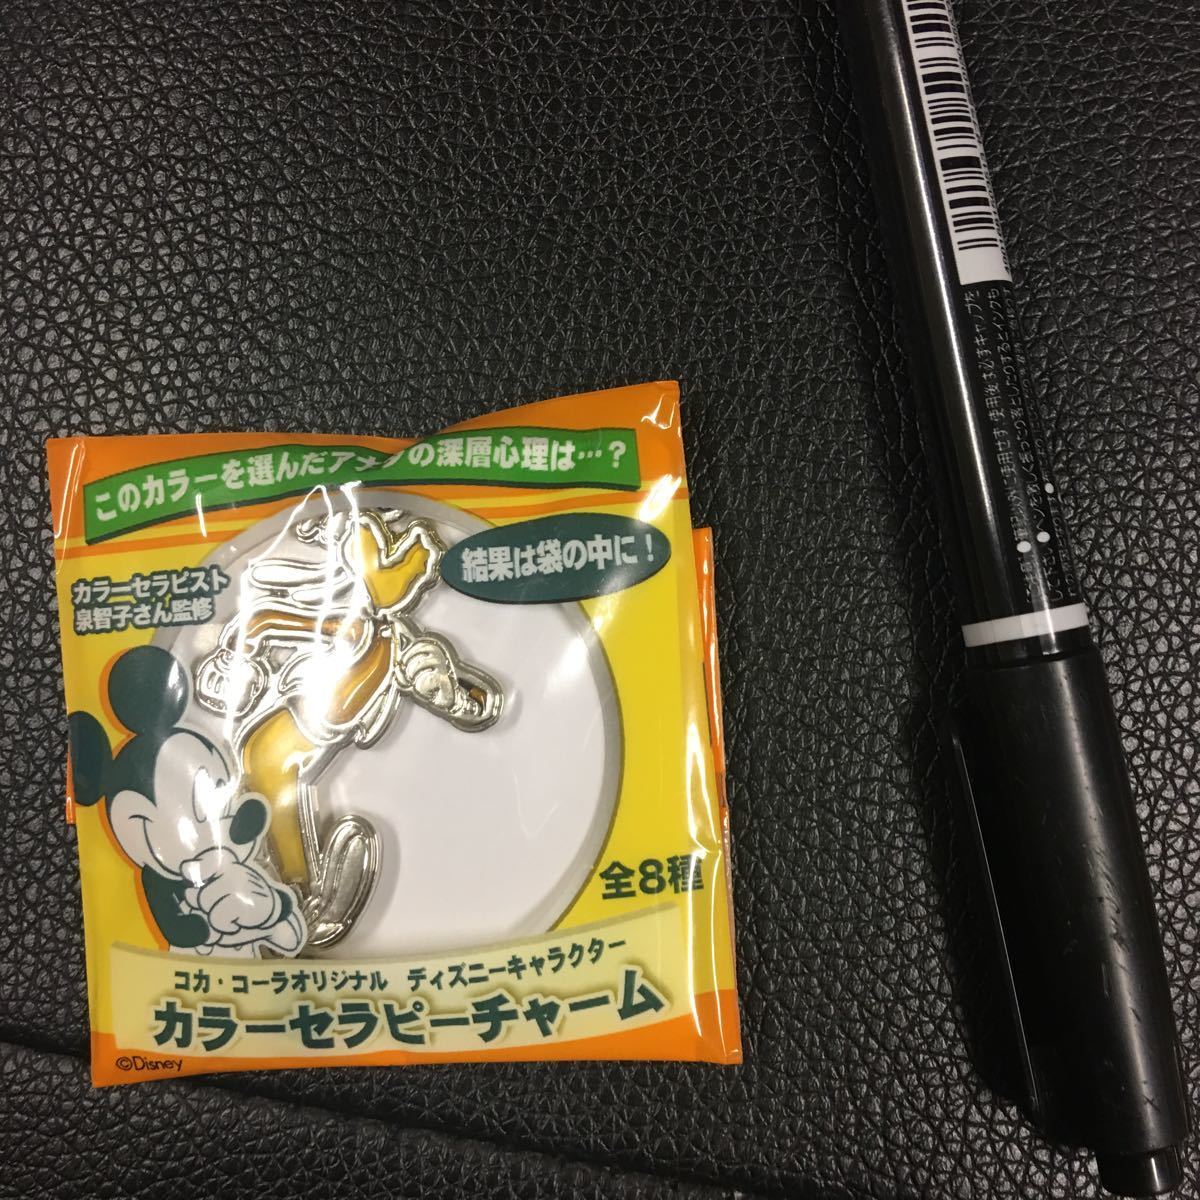 このカラーを選んだアナタの深層心理は…?
結果は袋の中に!
カラーセラピスト
泉智子さん監修
全8種
コカ・コーラオリジナル ディズニーキャラクター
カラーセラピーチャーム
©Disney